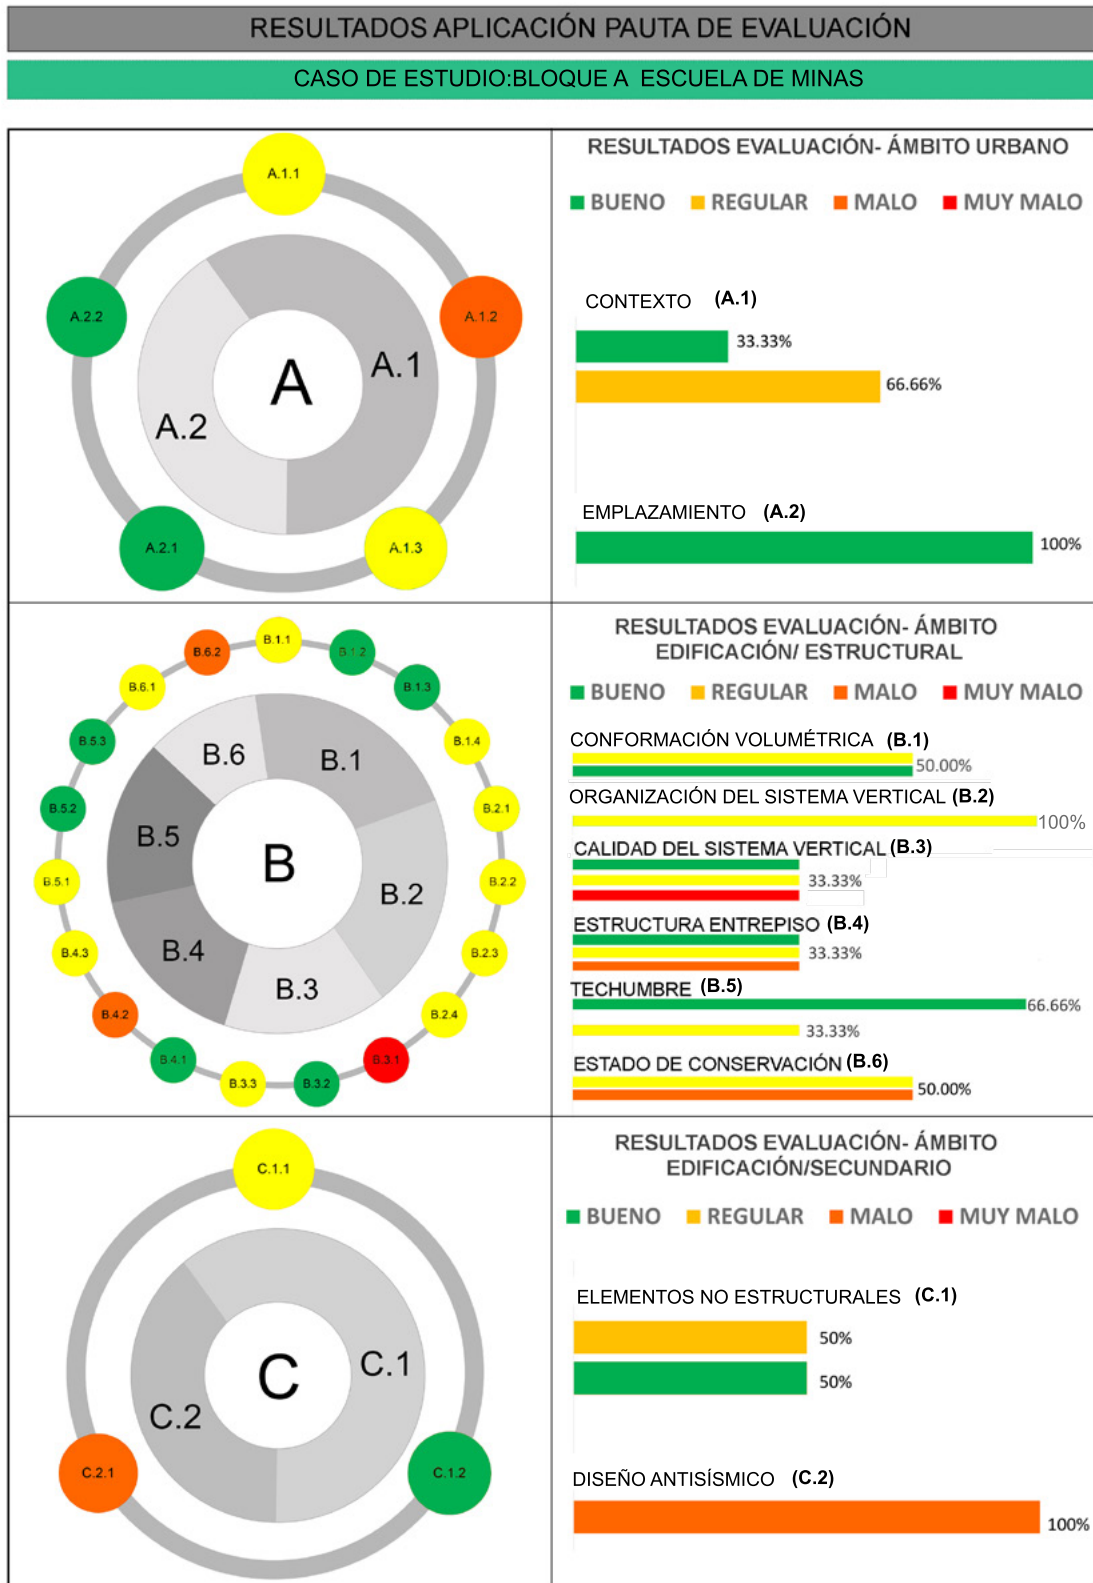 RESULTADOS APLICACIÓN PAUTA DE EVALUACIÓN
CASO DE ESTUDIO:BLOQUE A ESCUELA DE MINAS
A.1.1
A.2.2
A.1.2
A.1
A
A.2
A.2.1
A.1.3
RESULTADOS EVALUACIÓN- ÁMBITO URBANO
BUENO REGULAR MALO MUY MALO
CONTEXTO (A.1)
33.33%
66.66%
EMPLAZAMIENTO (A.2)
100%
B.1.1
B.6.2
B.1.2
B.6.1
B.1.3
B.5.3
B.1.4
B.6
B.1
B.5.2
B.2.1
B.5
B
B.5.1
B.2.2
B.2
B.4
B.4.3
B.2.3
B.3
B.4.2
B.2.4
B.4.1
B.3.1
B.3.3
B.3.2
RESULTADOS EVALUACIÓN- ÁMBITO
EDIFICACIÓN/ ESTRUCTURAL
BUENO REGULAR MALO MUY MALO
CONFORMACIÓN VOLUMÉTRICA (B.1)
50.00%
ORGANIZACIÓN DEL SISTEMA VERTICAL (B.2)
100%
CALIDAD DEL SISTEMA VERTICAL (B.3)
33.33%
ESTRUCTURA ENTREPISO (B.4)
33.33%
TECHUMBRE (B.5)
66.66%
33.33%
ESTADO DE CONSERVACIÓN (B.6)
50.00%
C.1.1
C.1
C
C.2
C.2.1
C.1.2
RESULTADOS EVALUACIÓN- ÁMBITO
EDIFICACIÓN/SECUNDARIO
BUENO REGULAR MALO MUY MALO
ELEMENTOS NO ESTRUCTURALES (C.1)
50%
50%
DISEÑO ANTISÍSMICO (C.2)
100%